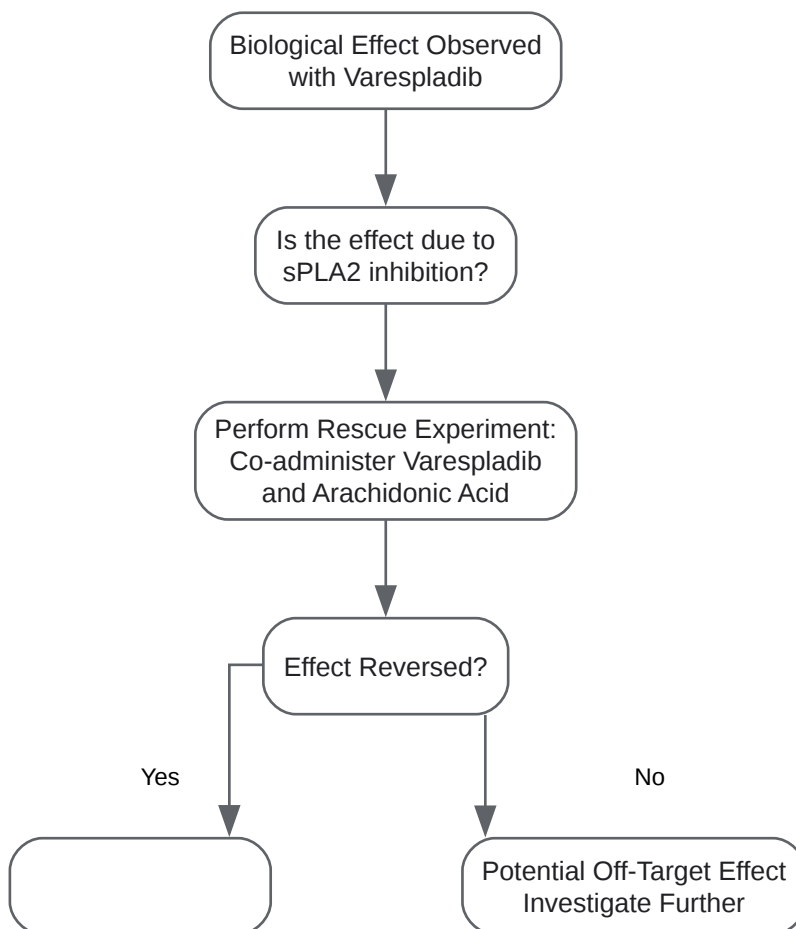 Biological Effect Observed
with Varespladib
Is the effect due to
sPLA2 inhibition?
Perform Rescue Experiment:
Co-administer Varespladib
and Arachidonic Acid
Effect Reversed?
Yes
No
Potential Off-Target Effect
Investigate Further